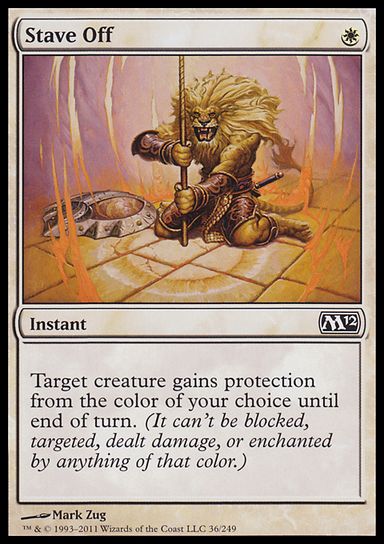 Stave Off
Instant
M12
Target creature gains protection
from the color of your choice until
end of turn. (It can't be blocked,
targeted, dealt damage, or enchanted
by anything of that color.)
Mark Zug
™ & © 1993–2011 Wizards of the Coast LLC 36/249